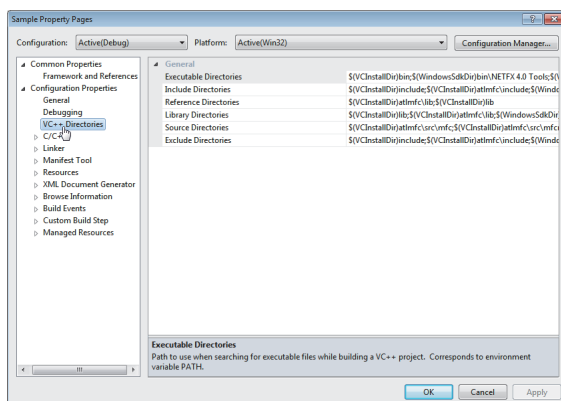 Sample Property Pages
Configuration: Active(Debug) Platform: Active(Win32) Configuration Manager...
Common Properties
Framework and References
Configuration Properties
General
Debugging
VC++ Directories
C/C+
Linker
Manifest Tool
Resources
XML Document Generator
Browse Information
Build Events
Custom Build Step
Managed Resources
General
Executable Directories $(VCInstallDir)bin;$(WindowsSdkDir)bin\NETFX 4.0 Tools;$(\
Include Directories $(VCInstallDir)include;$(VCInstallDir)atlmfc\include;$(Windo
Reference Directories $(VCInstallDir)atlmfc\lib;$(VCInstallDir)lib
Library Directories $(VCInstallDir)lib;$(VCInstallDir)atlmfc\lib;$(WindowsSdkDir
Source Directories $(VCInstallDir)atlmfc\src\mfc;$(VCInstallDir)atlmfc\src\mfc
Exclude Directories $(VCInstallDir)include;$(VCInstallDir)atlmfc\include;$(Windo
Executable Directories
Path to use when searching for executable files while building a VC++ project. Corresponds to environment
variable PATH.
OK Cancel Apply